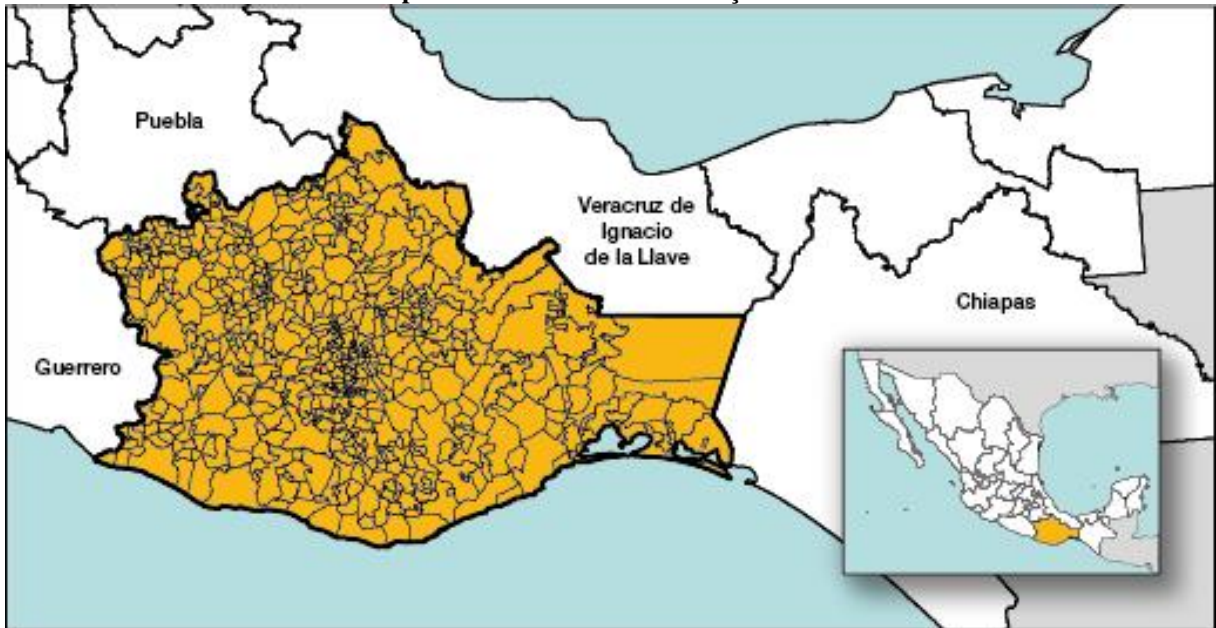 Puebla
Veracruz de
Ignacio
de la Llave
Chiapas
Guerrero